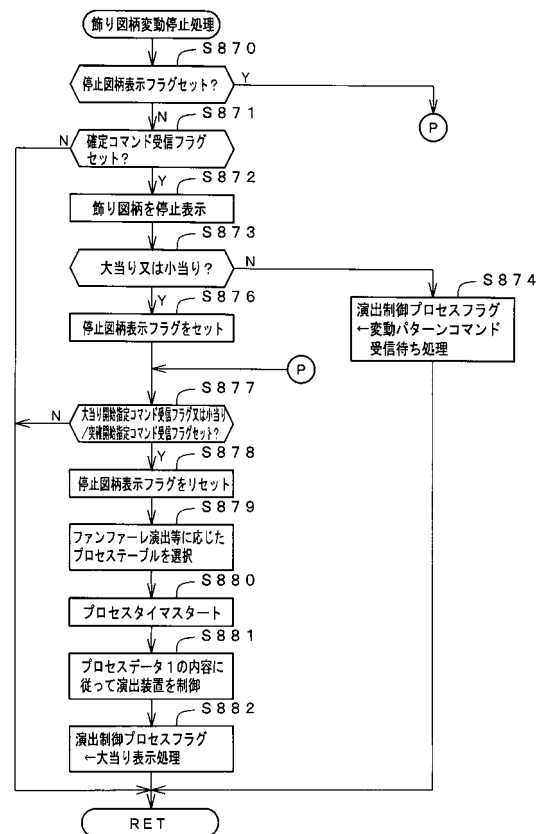 飾り図柄変動停止処理
S870
停止図柄表示フラグセット?
Y
P
N
S871
N
確定コマンド受信フラグ
セット?
Y
S872
飾り図柄を停止表示
S873
大当り又は小当り?
N
S874
演出制御プロセスフラグ
←変動パターンコマンド
受信待ち処理
Y
S876
停止図柄表示フラグをセット
P
S877
N
大当り開始指定コマンド受信フラグ又は小当り
/突確開始指定コマンド受信フラグセット?
Y
S878
停止図柄表示フラグをリセット
S879
ファンファーレ演出等に応じた
プロセステーブルを選択
S880
プロセスタイマスタート
S881
プロセスデータ1の内容に
従って演出装置を制御
S882
演出制御プロセスフラグ
←大当り表示処理
RET